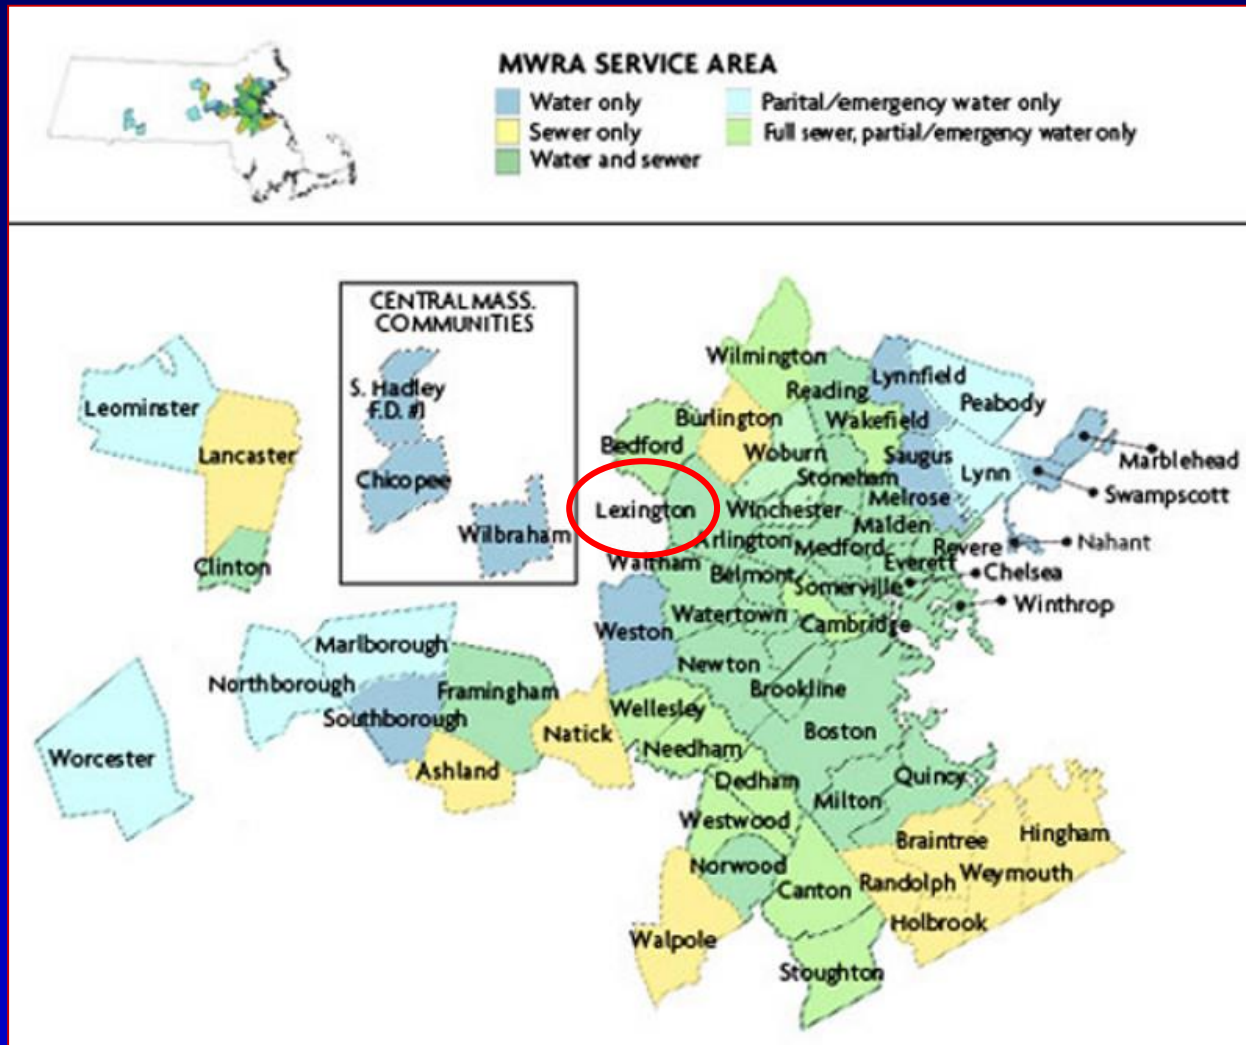 MWRA SERVICE AREA
Water only
Sewer only
Water and sewer
Parital/emergency water only
Full sewer, partial/emergency water only
CENTRAL MASS.
COMMUNITIES
S. Hadley
F.D. #1
Chicopee
Wilbraham
Leominster
Lancaster
Clinton
Wilmington
Reading
Lynnfield
Peabody
Burlington
Wakefield
Bedford
Woburn
Saugus
Lynn
Marblehead
Stoneham
Swampscott
Melrose
Lexington
Winchester
Malden
Arlington
Medford
Revere
Nahant
Waltham
Everett
Chelsea
Belmont
Somerville
Winthrop
Watertown
Cambridge
Weston
Marlborough
Newton
Northborough
Framingham
Brookline
Southborough
Wellesley
Natick
Boston
Needham
Worcester
Ashland
Dedham
Quincy
Milton
Westwood
Braintree
Hingham
Norwood
Canton
Randolph
Weymouth
Holbrook
Walpole
Stoughton